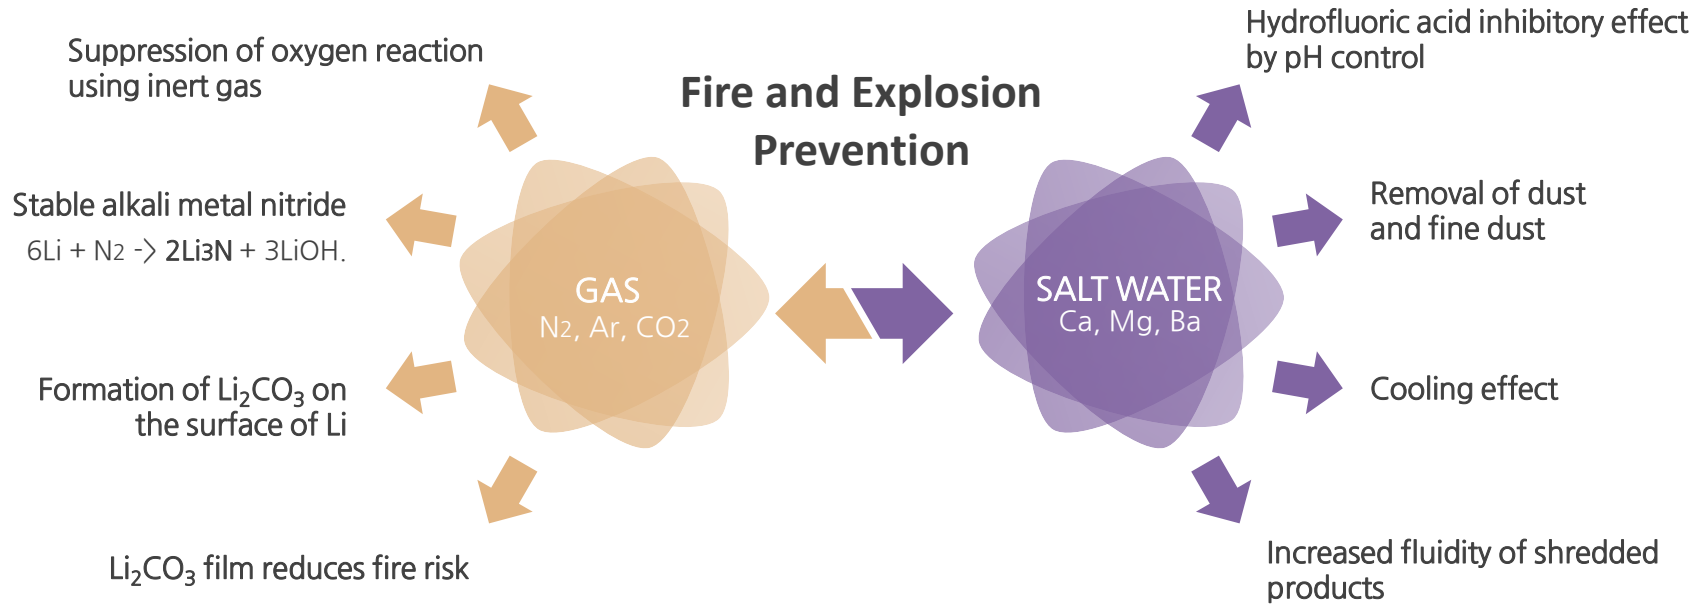 Fire and Explosion
Prevention
Suppression of oxygen reaction
using inert gas
Stable alkali metal nitride
6Li + N2 -> 2Li3N + 3LiOH.
Formation of Li₂CO₃ on
the surface of Li
Li₂CO₃ film reduces fire risk
GAS
N2, Ar, CO2
SALT WATER
Ca, Mg, Ba
Hydrofluoric acid inhibitory effect
by pH control
Removal of dust
and fine dust
Cooling effect
Increased fluidity of shredded
products